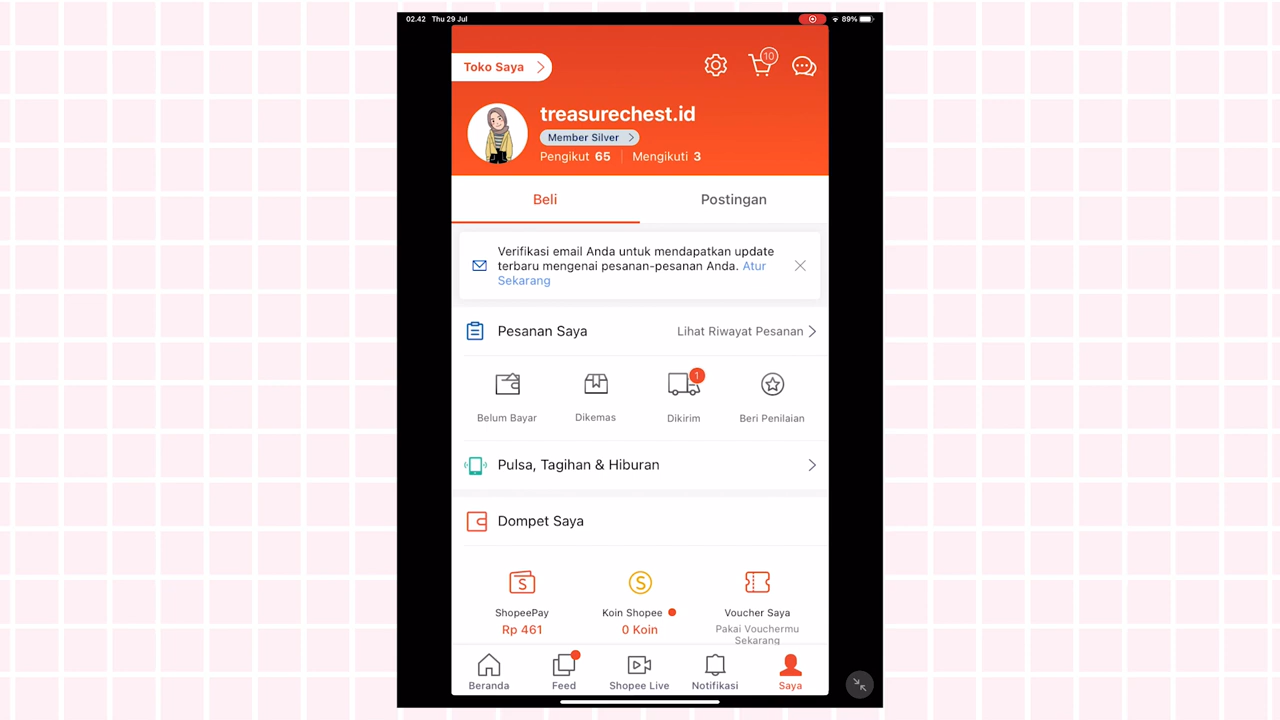 02.42 Thu 29 Jul
89%
Toko Saya
10
treasurechest.id
Member Silver
Pengikut 65 Mengikuti 3
Beli Postingan
Verifikasi email Anda untuk mendapatkan update
terbaru mengenai pesanan-pesanan Anda. Atur
Sekarang
Pesanan Saya Lihat Riwayat Pesanan
1
Belum Bayar Dikemas Dikirim Beri Penilaian
Pulsa, Tagihan & Hiburan
Dompet Saya
ShopeePay Koin Shopee Voucher Saya
Rp 461 0 Koin Pakai Vouchermu
Sekarang
Beranda Feed Shopee Live Notifikasi Saya